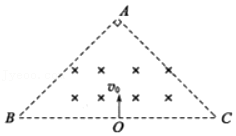 A
× × × ×
v₀
× × × ×
B O C